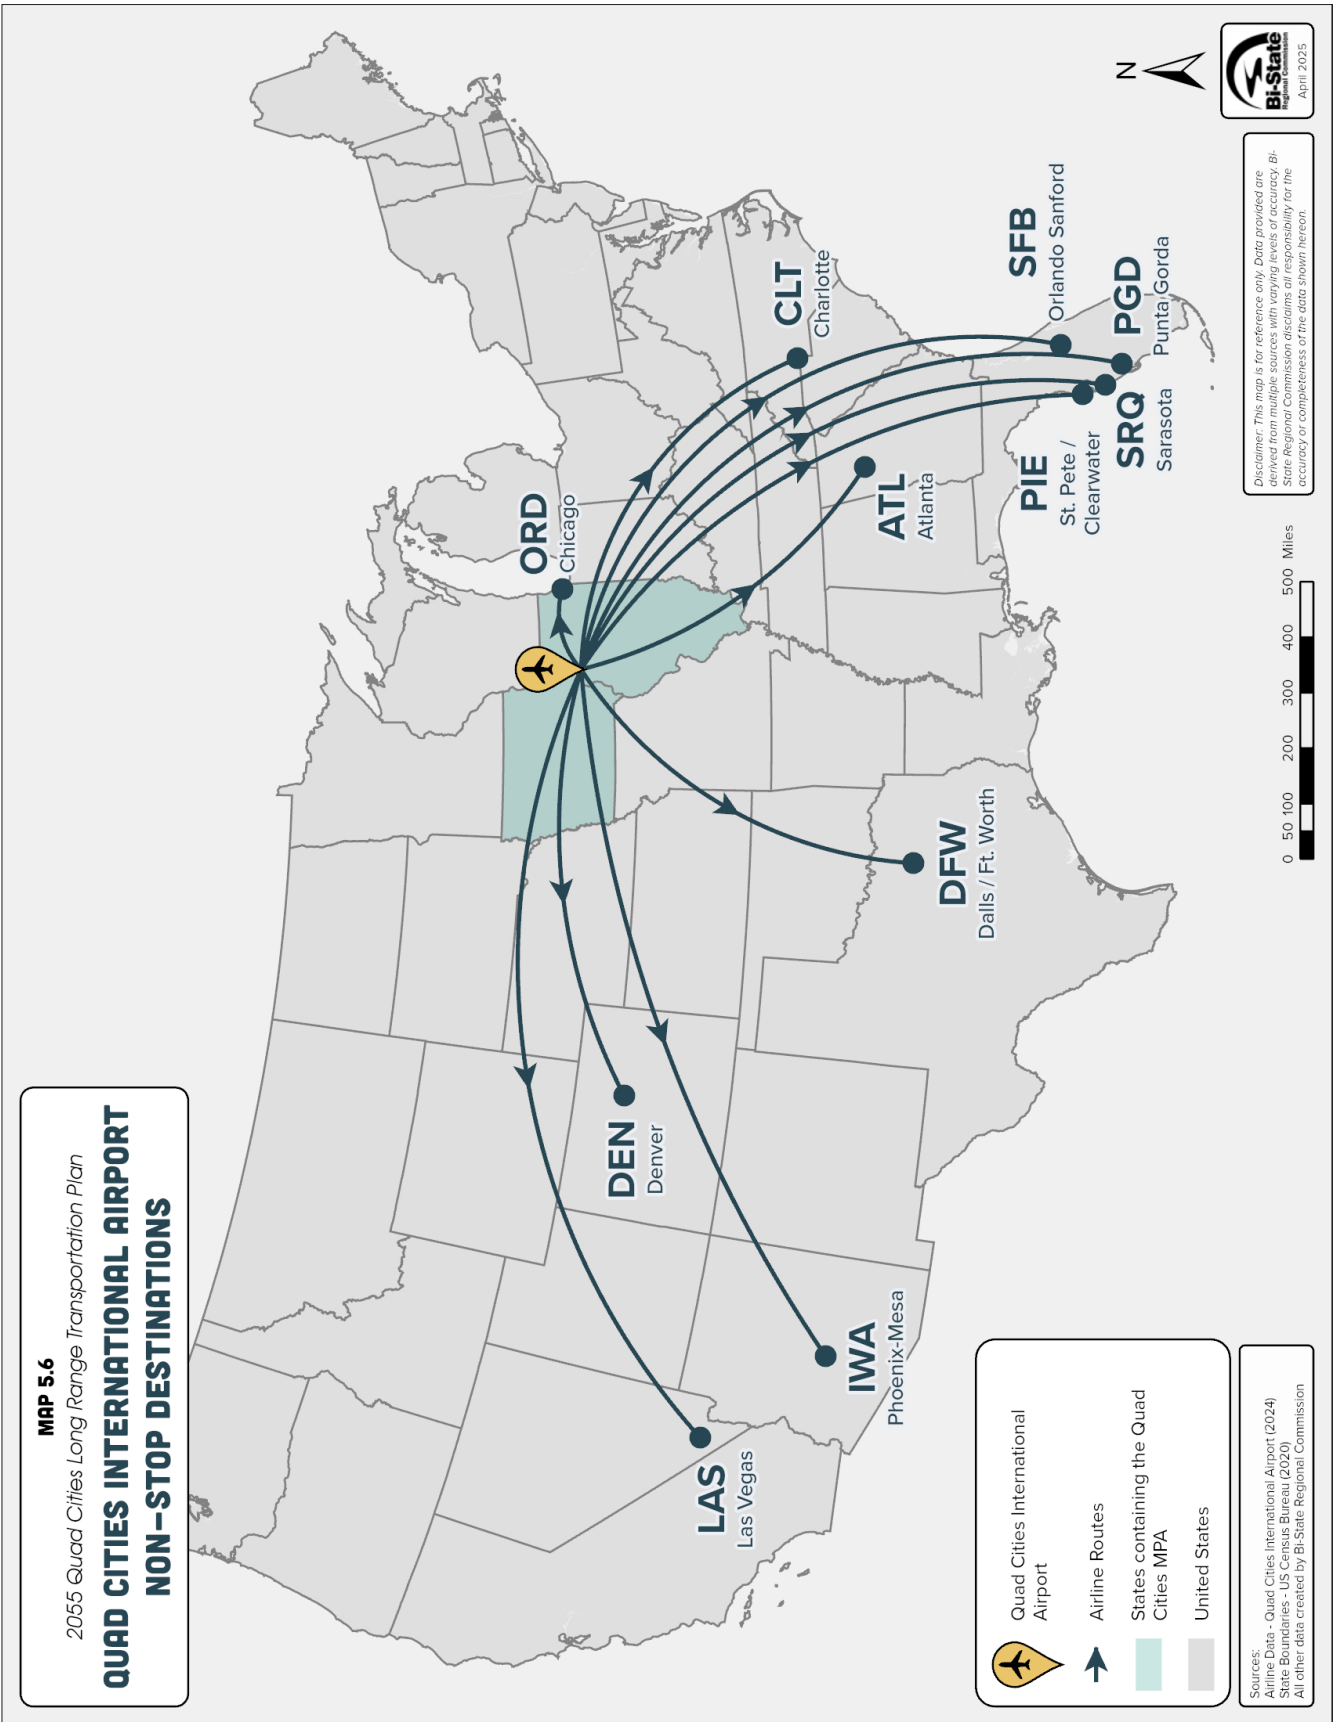 MAP 5.6
2055 Quad Cities Long Range Transportation Plan
QUAD CITIES INTERNATIONAL AIRPORT
NON-STOP DESTINATIONS
ORD
Chicago
CLT
Charlotte
SFB
Orlando Sanford
PGD
Punta Gorda
SRQ
Sarasota
PIE
St. Pete /
Clearwater
ATL
Atlanta
DFW
Dalls / Ft. Worth
DEN
Denver
IWA
Phoenix-Mesa
LAS
Las Vegas
Quad Cities International
Airport
Airline Routes
States containing the Quad
Cities MPA
United States
Sources:
Airline Data - Quad Cities International Airport (2024)
State Boundaries - US Census Bureau (2020)
All other data created by Bi-State Regional Commission
0 50 100 200 300 400 500 Miles
Disclaimer: This map is for reference only. Data provided are
derived from multiple sources with varying levels of accuracy. Bi-
State Regional Commission disclaims all responsibility for the
accuracy or completeness of the data shown hereon.
N
Bi-State
Regional Commission
April 2025